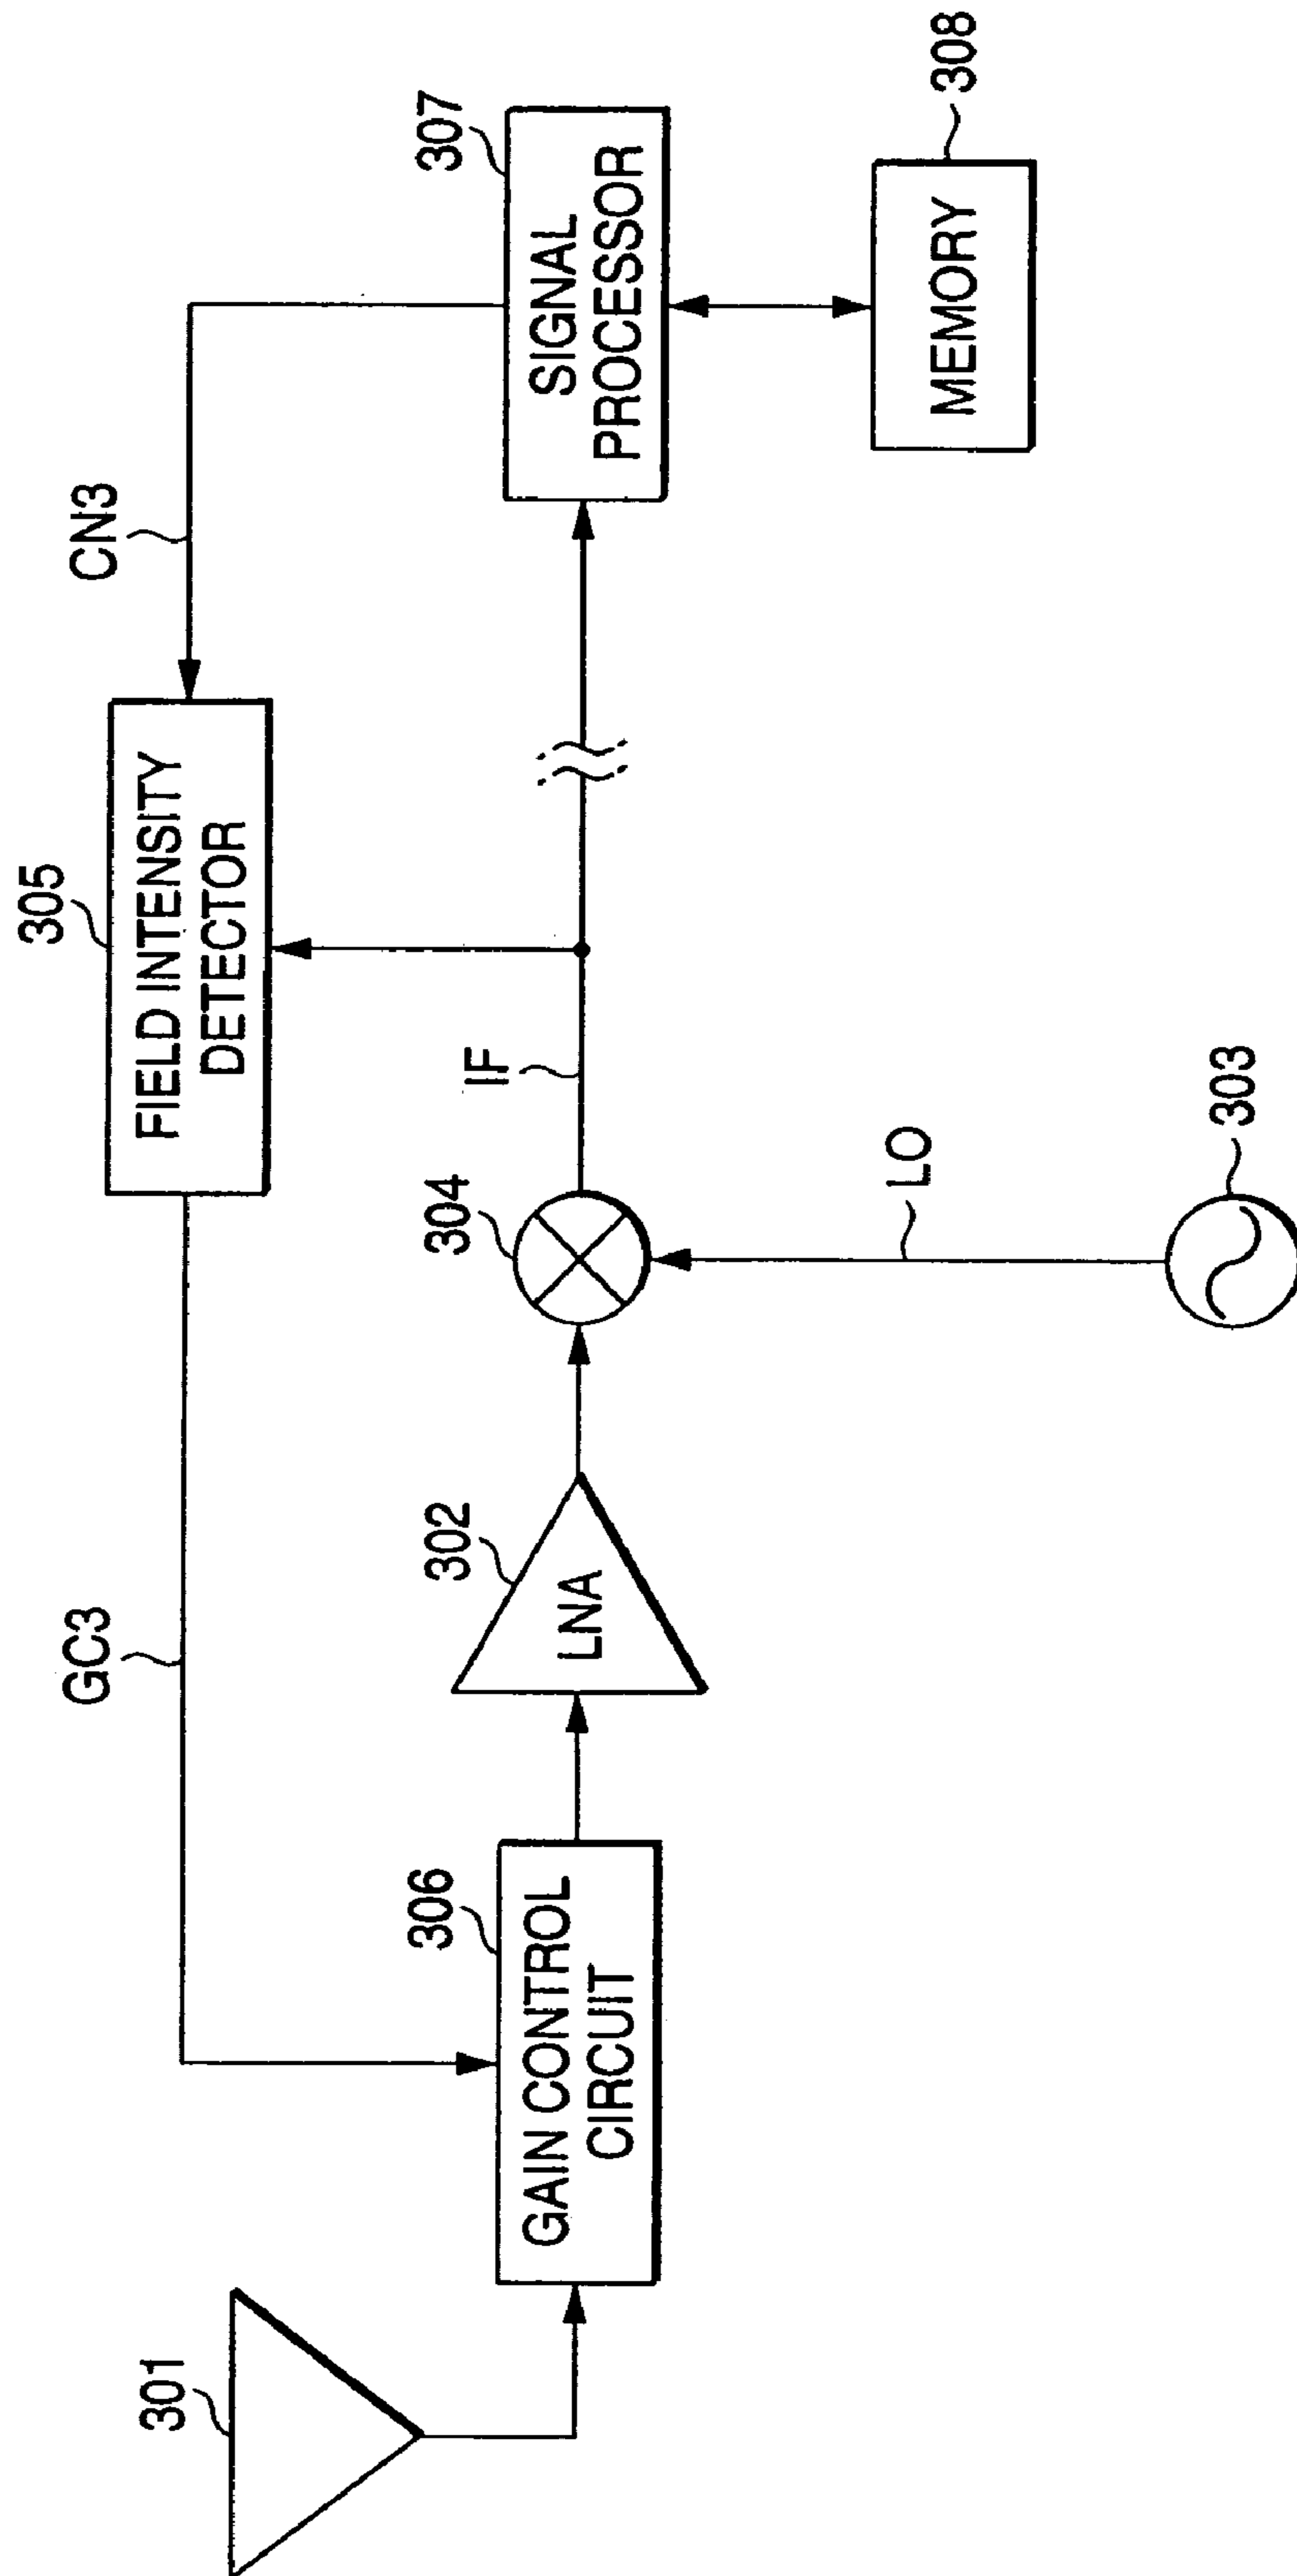 301
306
GAIN CONTROL
CIRCUIT
GC3
302
LNA
304
LO
303
IF
305
FIELD INTENSITY
DETECTOR
CN3
307
SIGNAL
PROCESSOR
308
MEMORY